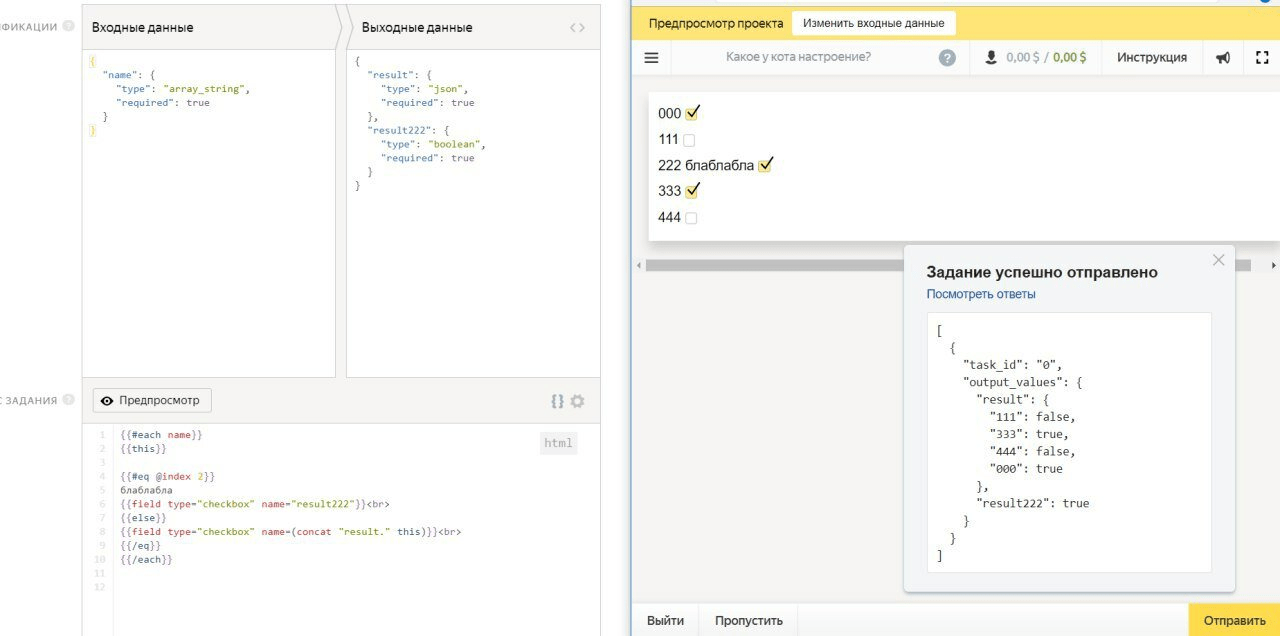 ФИКАЦИИ ?
Входные данные
Выходные данные
<>
{
"name": {
"type": "array_string",
"required": true
}
}
{
"result": {
"type": "json",
"required": true
},
"result222": {
"type": "boolean",
"required": true
}
}
С ЗАДАНИЯ ?
Предпросмотр
{}
html
1 {{#each name}}
2 {{this}}
3
4 {{#eq @index 2}}
5 блаблабла
6 {{field type="checkbox" name="result222"}}<br>
7 {{else}}
8 {{field type="checkbox" name=(concat "result." this)}}<br>
9 {{/eq}}
10 {{/each}}
11
12
Предпросмотр проекта
Изменить входные данные
Какое у кота настроение? ?
0,00 $ / 0,00 $
Инструкция
000
111
222 блаблабла
333
444
Задание успешно отправлено
Посмотреть ответы
[
{
"task_id": "0",
"output_values": {
"result": {
"111": false,
"333": true,
"444": false,
"000": true
},
"result222": true
}
}
]
Выйти
Пропустить
Отправить